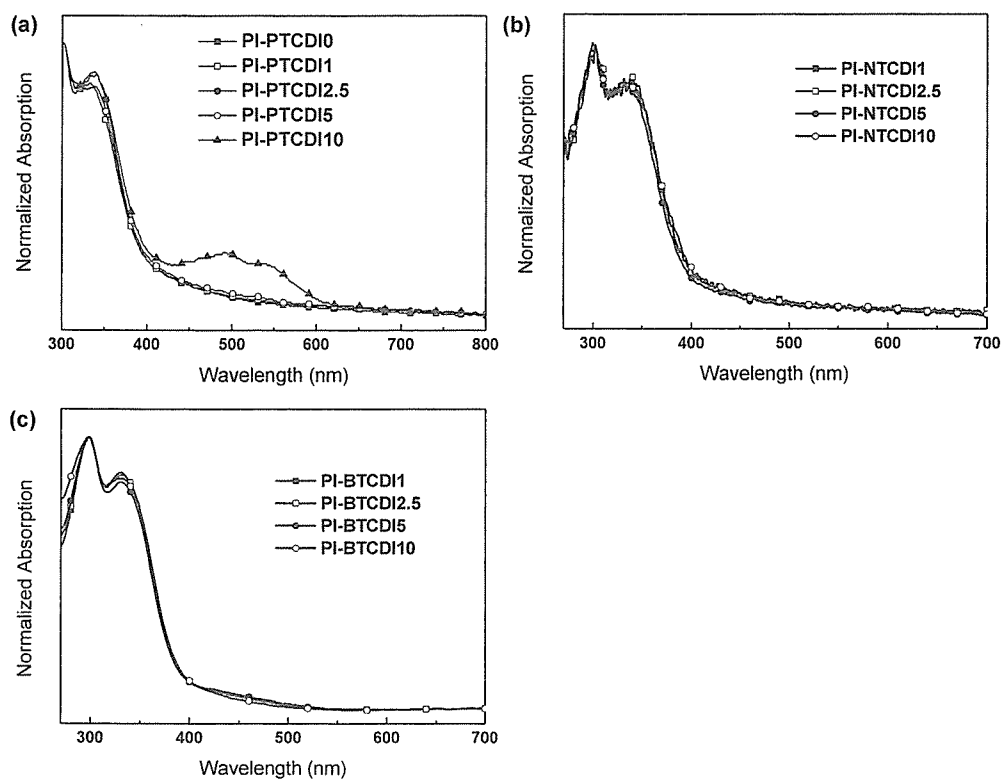 (a)
PI-PTCDI0
PI-PTCDI1
PI-PTCDI2.5
PI-PTCDI5
PI-PTCDI10
Normalized Absorption
300 400 500 600 700 800
Wavelength (nm)
(b)
PI-NTCDI1
PI-NTCDI2.5
PI-NTCDI5
PI-NTCDI10
Normalized Absorption
300 400 500 600 700
Wavelength (nm)
(c)
PI-BTCDI1
PI-BTCDI2.5
PI-BTCDI5
PI-BTCDI10
Normalized Absorption
300 400 500 600 700
Wavelength (nm)